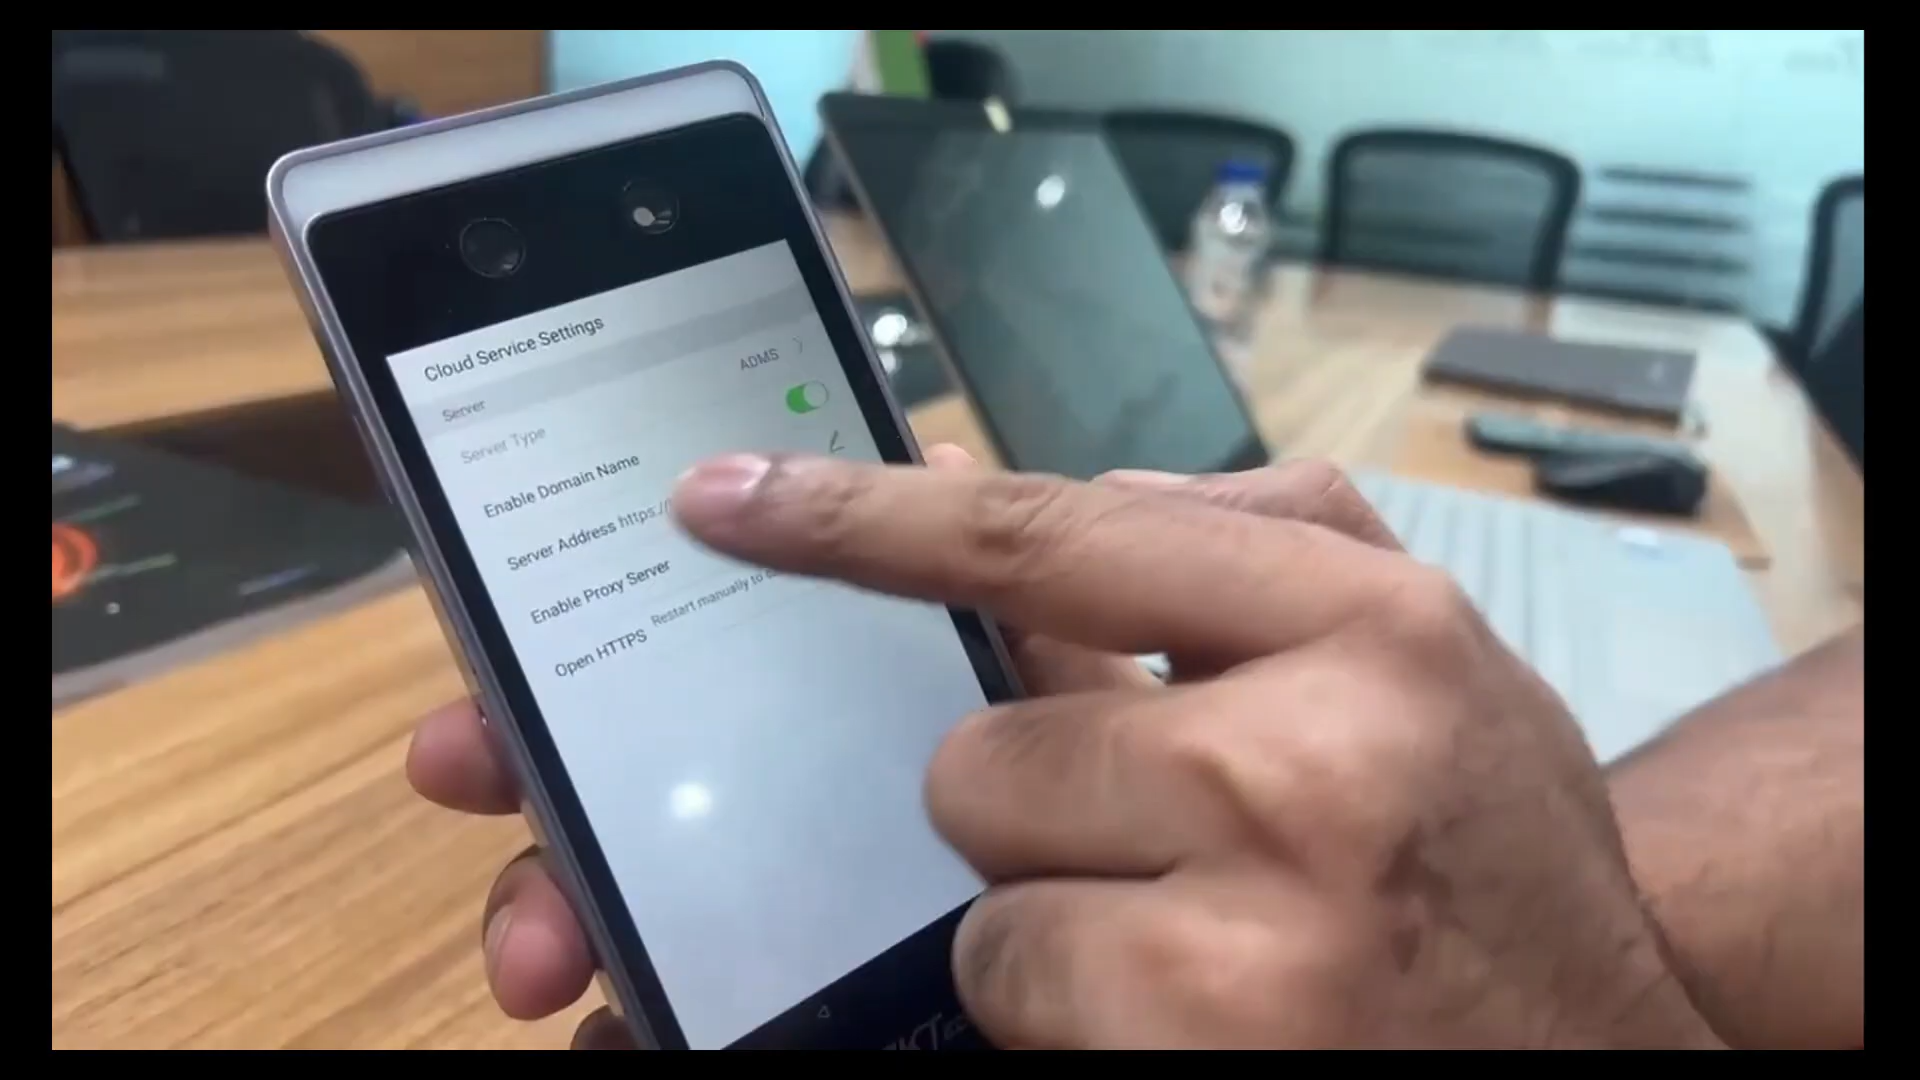 Cloud Service Settings
Server
Server Type ADMS
Enable Domain Name
Server Address https://
Enable Proxy Server
Open HTTPS Restart manually to